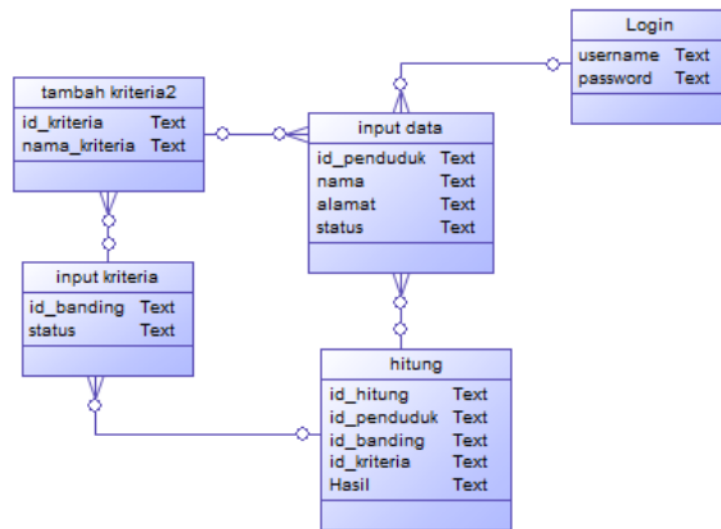 Login
username Text
password Text
tambah kriteria2
id_kriteria Text
nama_kriteria Text
input data
id_penduduk Text
nama Text
alamat Text
status Text
input kriteria
id_banding Text
status Text
hitung
id_hitung Text
id_penduduk Text
id_banding Text
id_kriteria Text
Hasil Text